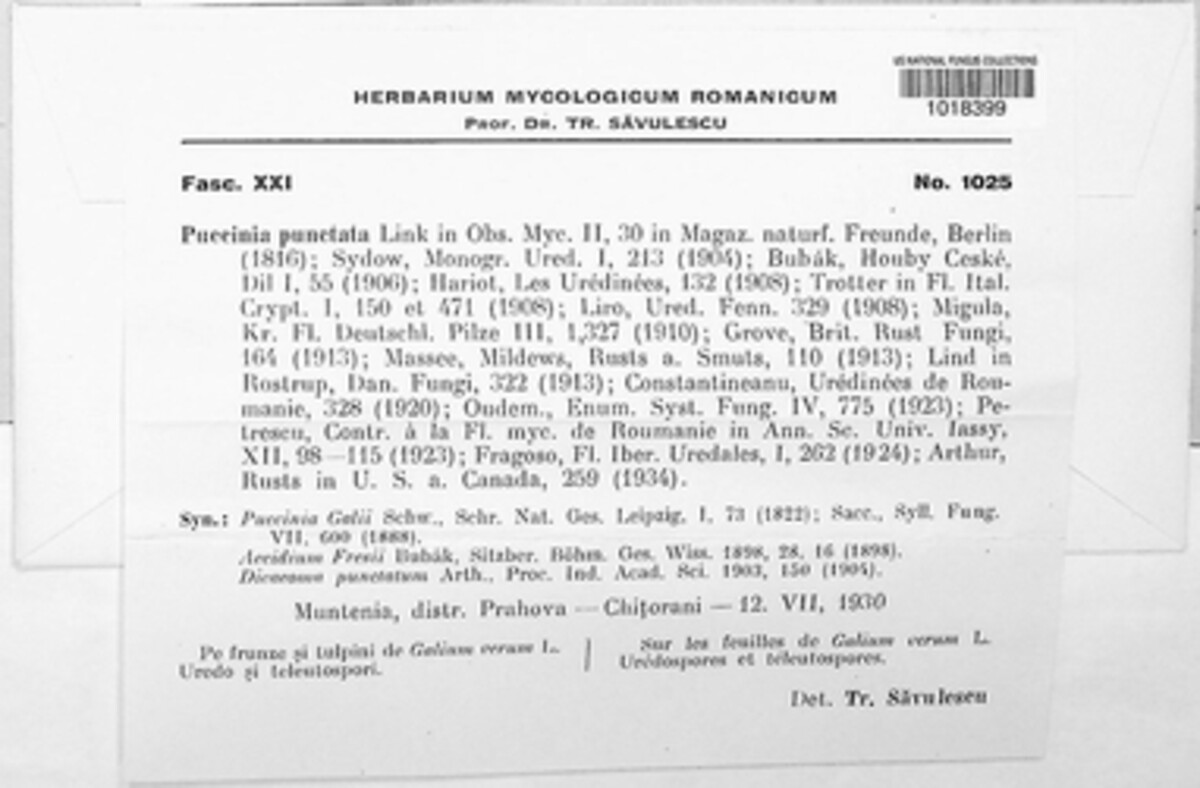 US NATIONAL FUNGUS COLLECTIONS
1018399
HERBARIUM MYCOLOGICUM ROMANICUM
Prof. Dr. TR. SĂVULESCU
Fasc. XXI
No. 1025
Puccinia punctata Link in Obs. Myc. II, 30 in Magaz. naturf. Freunde, Berlin
(1816); Sydow, Monogr. Ured. I, 213 (1904); Bubák, Houby Ceské,
Dil I, 55 (1906); Hariot, Les Urédinées, 132 (1908); Trotter in Fl. Ital.
Crypt. I, 150 et 471 (1908); Liro, Ured. Fenn. 329 (1908); Migula,
Kr. Fl. Deutschl. Pilze III, 1,327 (1910); Grove, Brit. Rust Fungi,
164 (1913); Massee, Mildews, Rusts a. Smuts, 110 (1913); Lind in
Rostrup, Dan. Fungi, 322 (1913); Constantineanu, Urédinées de Rou-
manie, 328 (1920); Oudem., Enum. Syst. Fung. IV, 775 (1923); Pe-
trescu, Contr. à la Fl. myc. de Roumanie in Ann. Sc. Univ. Iassy,
XII, 98—115 (1923); Fragoso, Fl. Iber. Uredales, I, 262 (1924); Arthur,
Rusts in U. S. a. Canada, 259 (1934).
Syn.: Puccinia Galii Schw., Schr. Nat. Ges. Leipzig. I, 73 (1822); Sacc., Syll. Fung.
VII, 600 (1888).
Aecidium Fresii Bubák, Sitzber. Böhm. Ges. Wiss. 1898, 28, 16 (1898).
Dicaeoma punctatum Arth., Proc. Ind. Acad. Sci. 1903, 150 (1904).
Muntenia, distr. Prahova — Chițorani — 12. VII, 1930
Pe frunze și tulpini de Galium verum L.
Uredo și teleutospori.
Sur les feuilles de Galium verum L.
Urédospores et téleutospores.
Det. Tr. Săvulescu